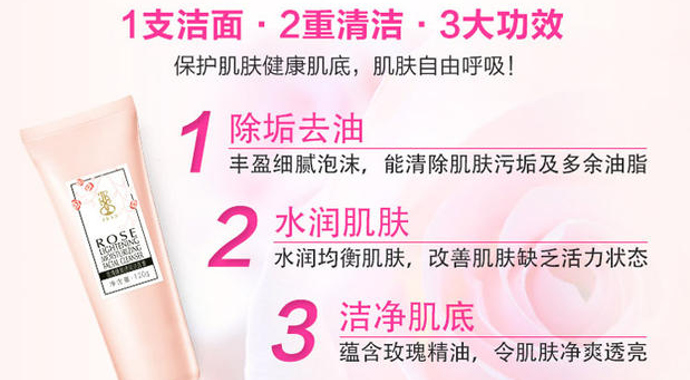 1支洁面·2重清洁·3大功效
保护肌肤健康肌底，肌肤自由呼吸！
1 除垢去油
丰盈细腻泡沫，能清除肌肤污垢及多余油脂
2 水润肌肤
水润均衡肌肤，改善肌肤缺乏活力状态
3 洁净肌底
蕴含玫瑰精油，令肌肤净爽透亮
ROSE
LIGHTENING
MOISTURIZING
FACIAL CLEANSER
净含量：120g